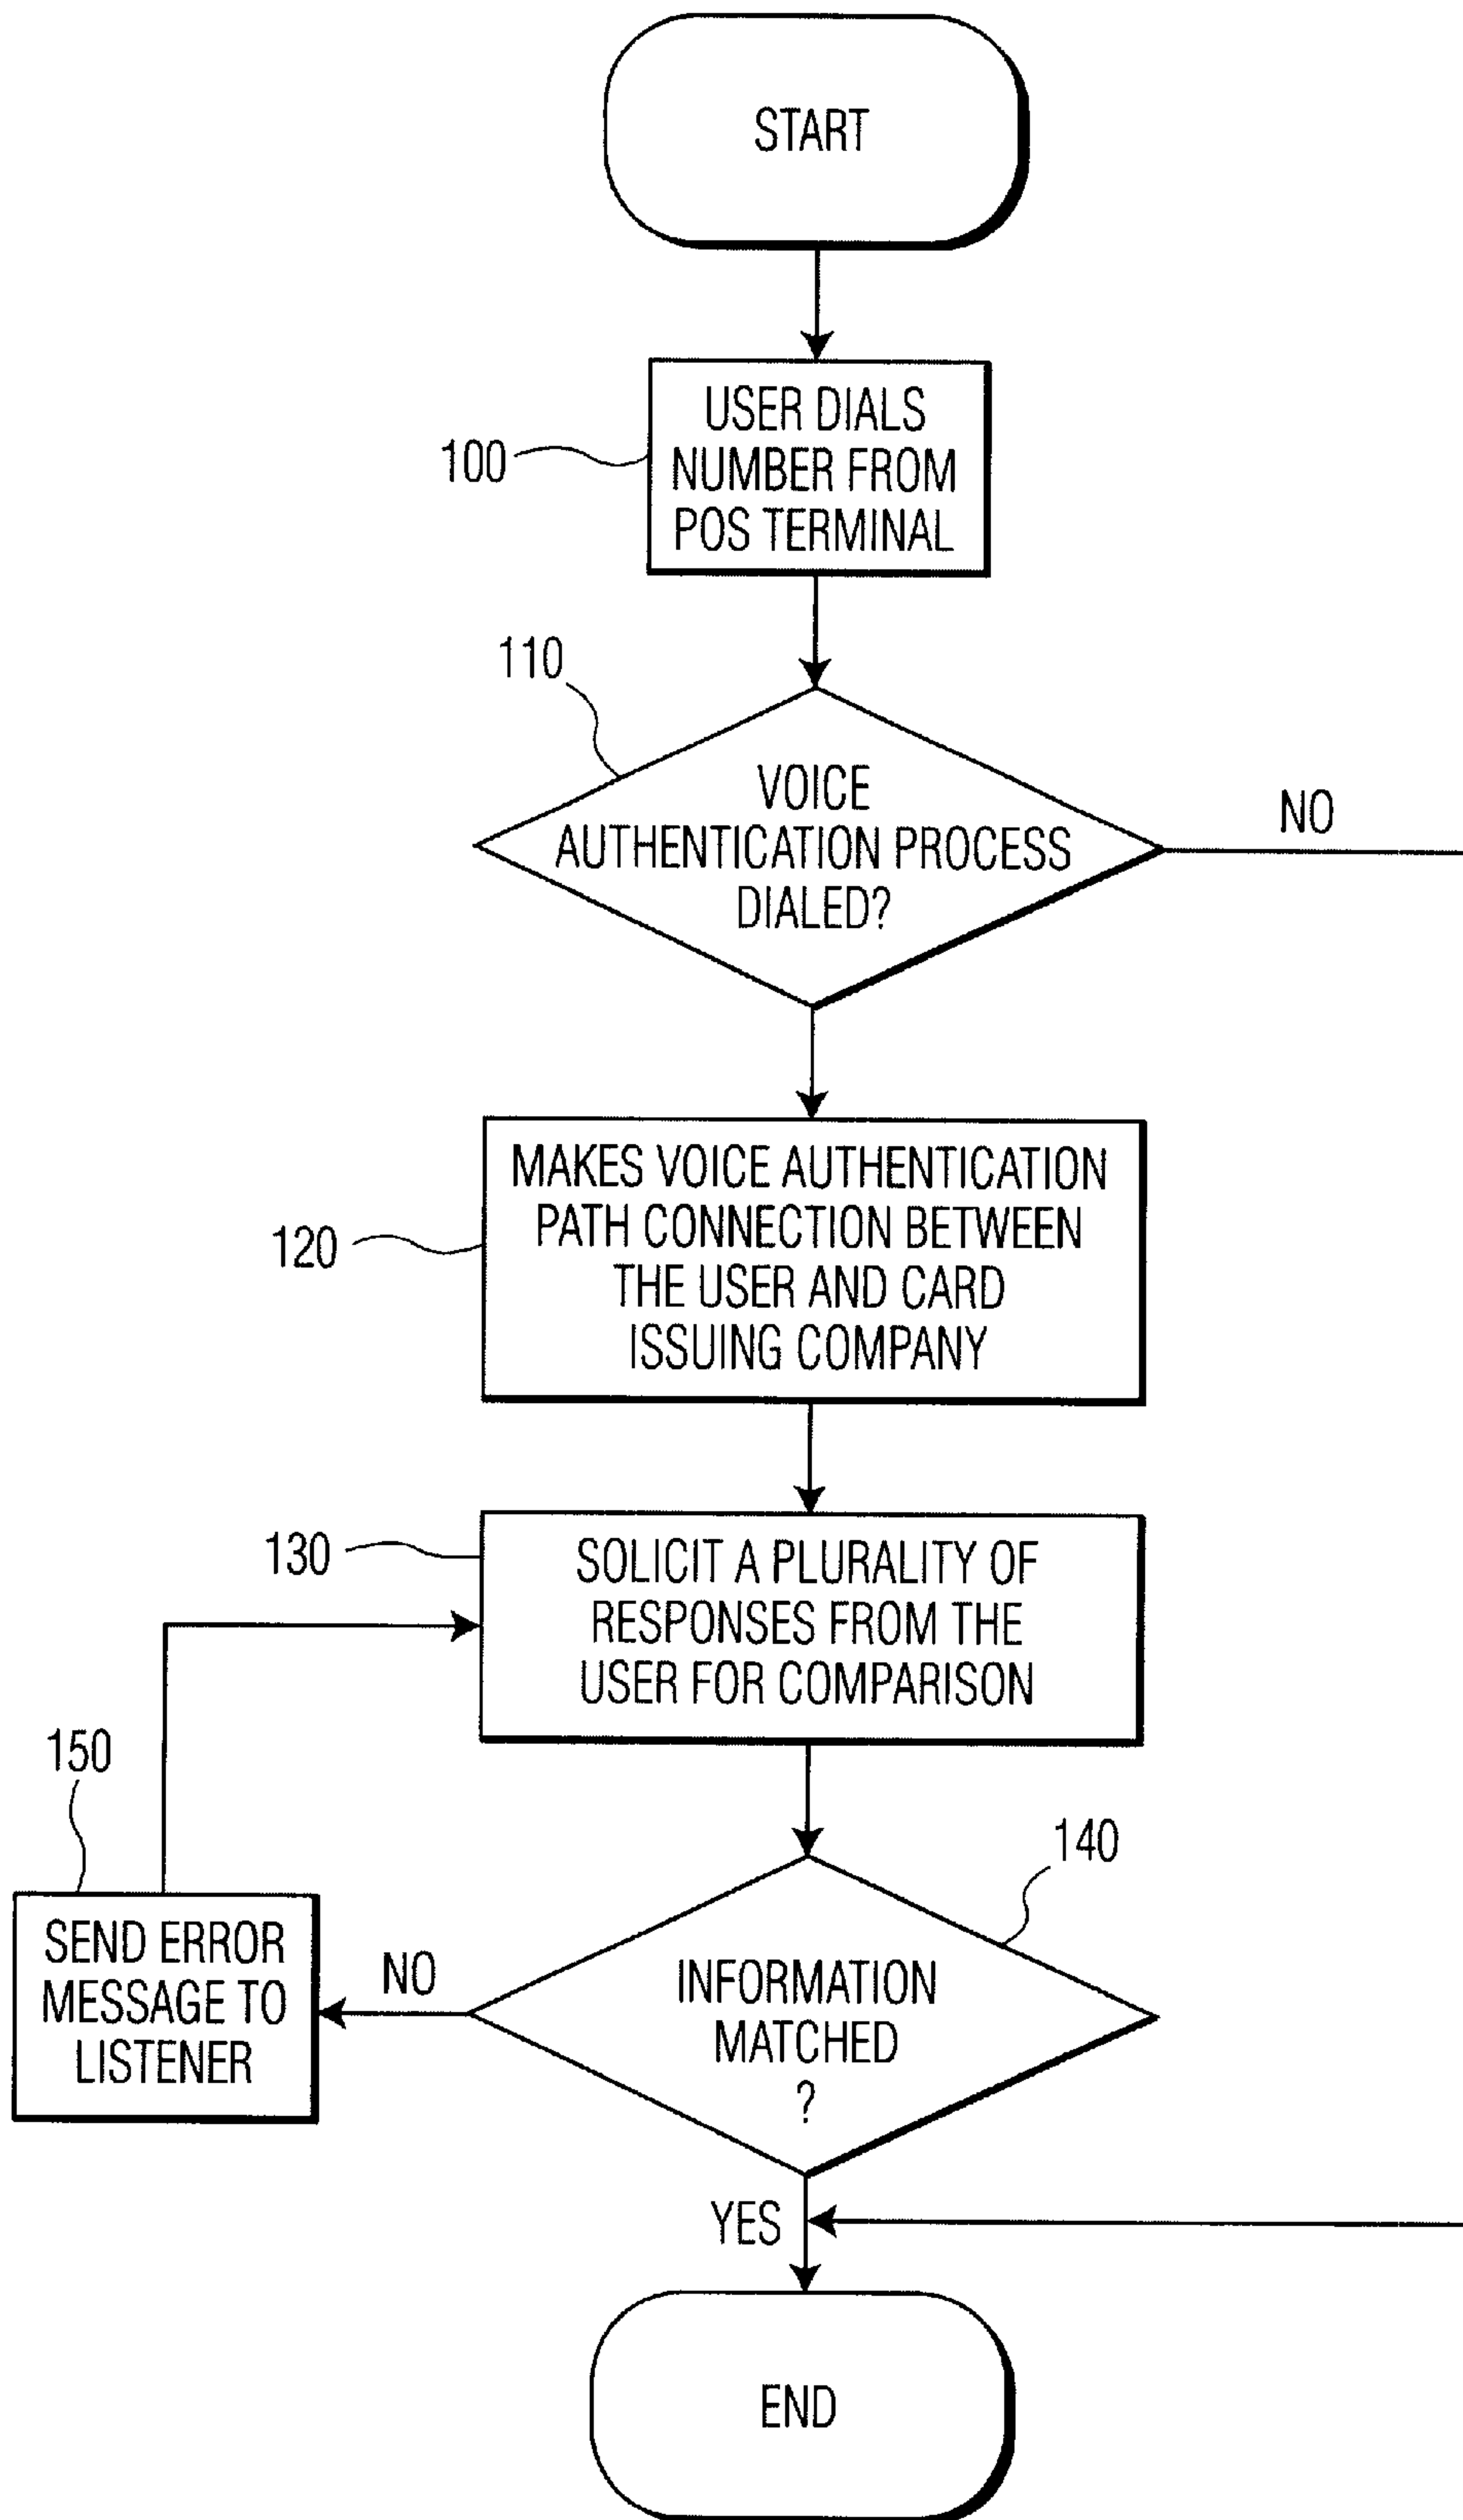 START
100
USER DIALS
NUMBER FROM
POS TERMINAL
110
VOICE
AUTHENTICATION PROCESS
DIALED?
NO
120
MAKES VOICE AUTHENTICATION
PATH CONNECTION BETWEEN
THE USER AND CARD
ISSUING COMPANY
130
SOLICIT A PLURALITY OF
RESPONSES FROM THE
USER FOR COMPARISON
150
SEND ERROR
MESSAGE TO
LISTENER
NO
140
INFORMATION
MATCHED
?
YES
END